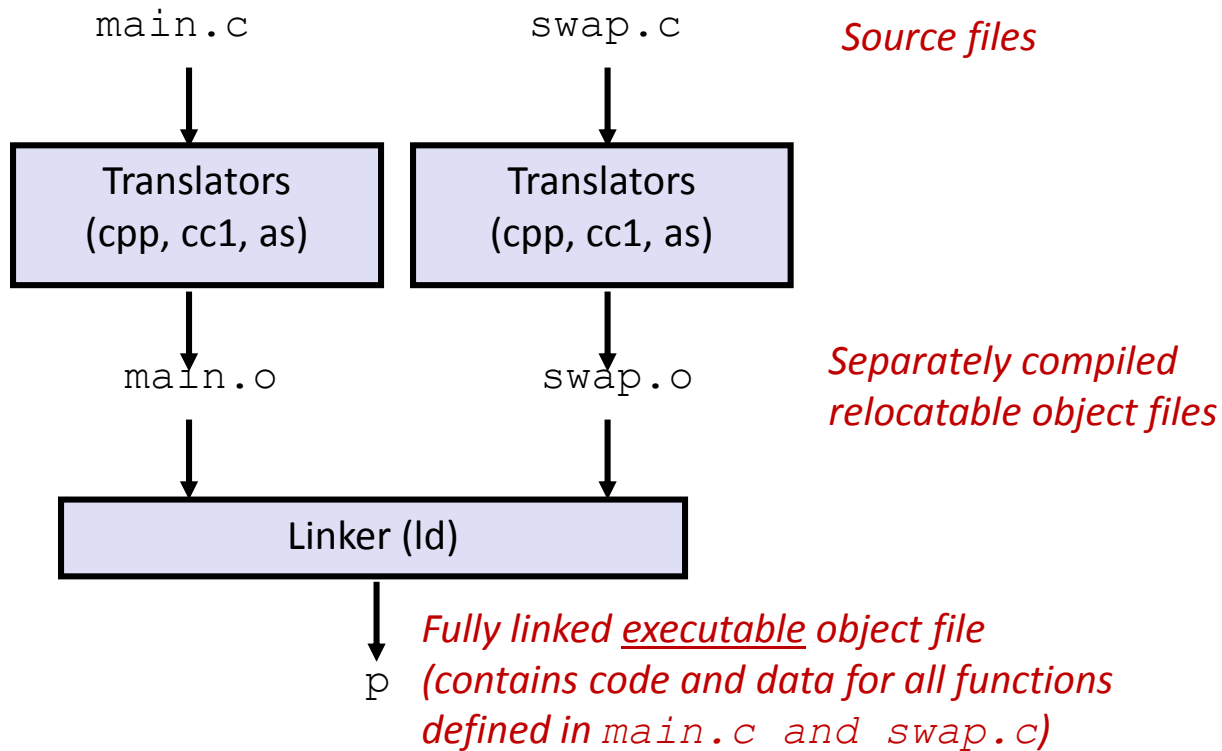 main.c
swap.c
Source files
Translators
(cpp, cc1, as)
Translators
(cpp, cc1, as)
main.o
swap.o
Separately compiled
relocatable object files
Linker (ld)
p
Fully linked executable object file
(contains code and data for all functions
defined in main.c and swap.c)